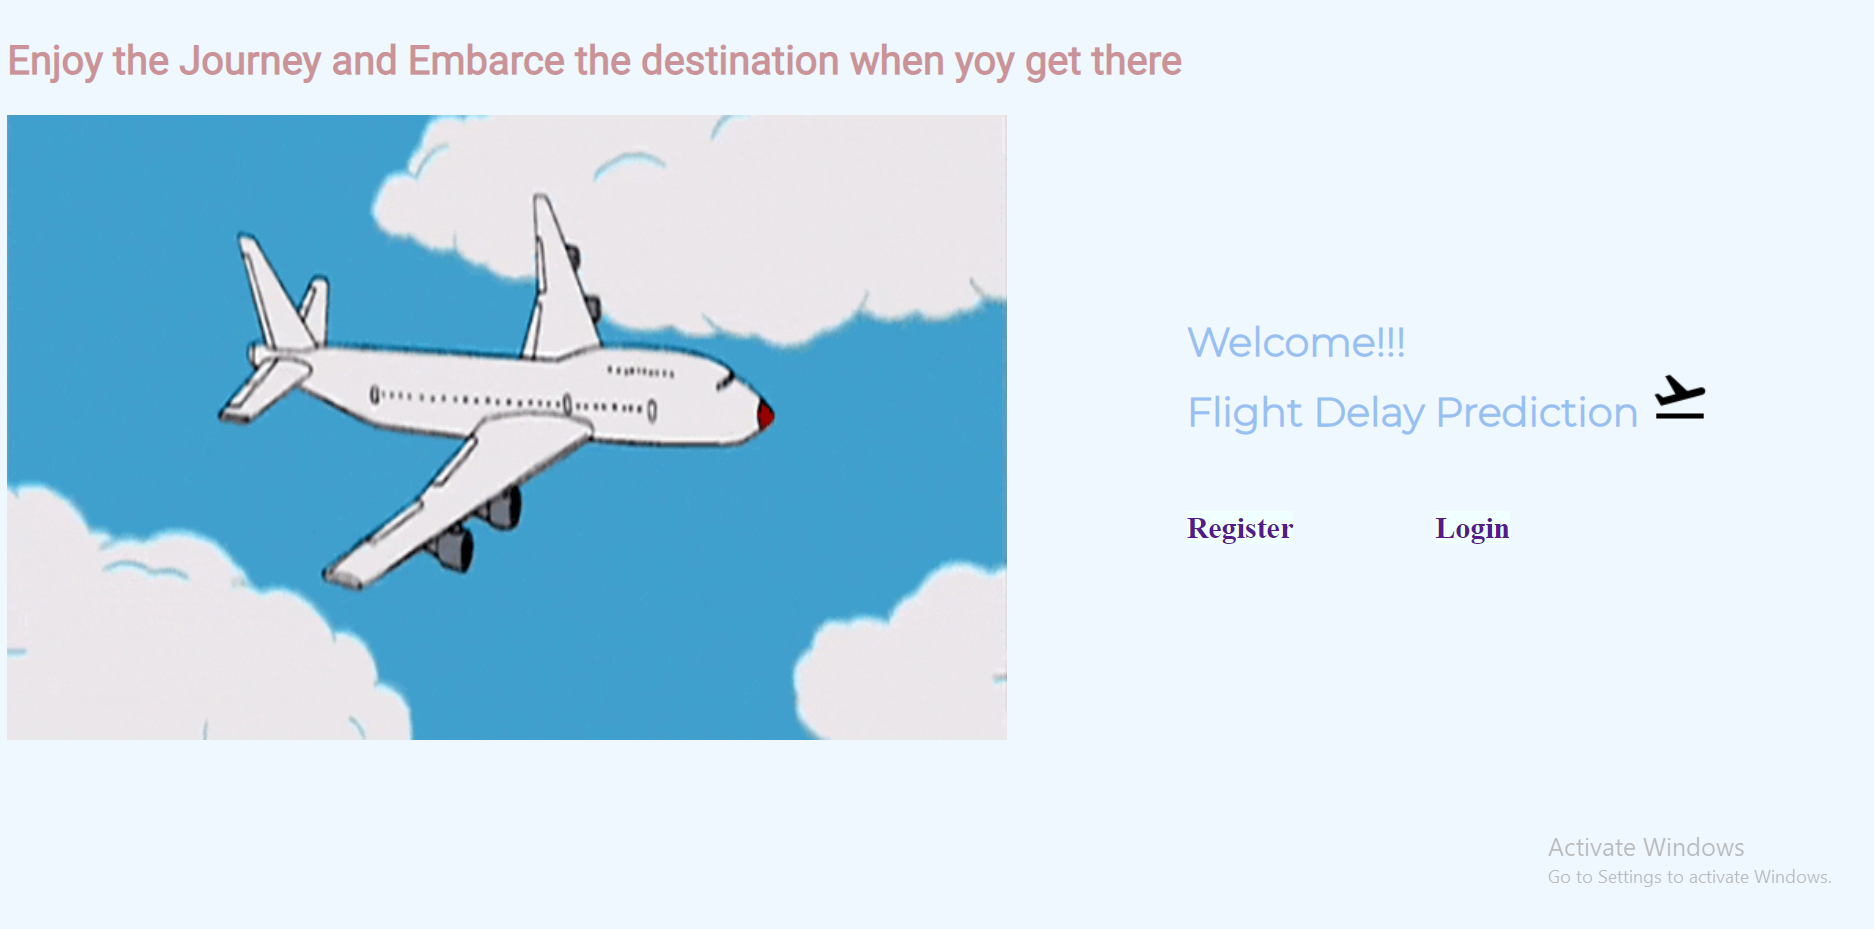 Enjoy the Journey and Embarce the destination when yoy get there
Welcome!!!
Flight Delay Prediction
Register Login
Activate Windows
Go to Settings to activate Windows.